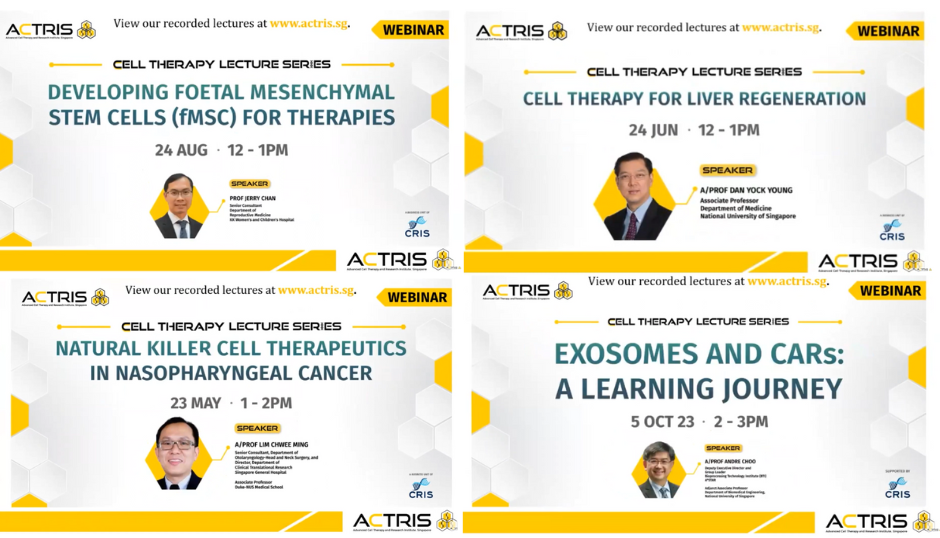 ACTRIS
Advanced Cell Therapy and Research Institute, Singapore
View our recorded lectures at www.actris.sg.
WEBINAR
CELL THERAPY LECTURE SERIES
DEVELOPING FOETAL MESENCHYMAL
STEM CELLS (fMSC) FOR THERAPIES
24 AUG · 12 - 1PM
SPEAKER
PROF JERRY CHAN
Senior Consultant
Department of
Reproductive Medicine
KK Women's and Children's Hospital
A BUSINESS UNIT OF
CRIS
ACTRIS
Advanced Cell Therapy and Research Institute, Singapore
ACTRIS
Advanced Cell Therapy and Research Institute, Singapore
View our recorded lectures at www.actris.sg.
WEBINAR
CELL THERAPY LECTURE SERIES
CELL THERAPY FOR LIVER REGENERATION
24 JUN · 12 - 1PM
SPEAKER
A/PROF DAN YOCK YOUNG
Associate Professor
Department of Medicine
National University of Singapore
A BUSINESS UNIT OF
CRIS
ACTRIS
Advanced Cell Therapy and Research Institute, Singapore
ACTRIS
Advanced Cell Therapy and Research Institute, Singapore
View our recorded lectures at www.actris.sg.
WEBINAR
CELL THERAPY LECTURE SERIES
NATURAL KILLER CELL THERAPEUTICS
IN NASOPHARYNGEAL CANCER
23 MAY · 1 - 2PM
SPEAKER
A/PROF LIM CHWEE MING
Senior Consultant, Department of
Otolaryngology-Head and Neck Surgery, and
Director, Department of
Clinical Translational Research
Singapore General Hospital
Associate Professor
Duke-NUS Medical School
A BUSINESS UNIT OF
CRIS
ACTRIS
Advanced Cell Therapy and Research Institute, Singapore
ACTRIS
Advanced Cell Therapy and Research Institute, Singapore
View our recorded lectures at www.actris.sg.
WEBINAR
CELL THERAPY LECTURE SERIES
EXOSOMES AND CARs:
A LEARNING JOURNEY
5 OCT 23 · 2 - 3PM
SPEAKER
A/PROF ANDRE CHOO
Deputy Executive Director and
Group Leader
Bioprocessing Technology Institute (BTI)
A*STAR
Adjunct Associate Professor
Department of Biomedical Engineering,
National University of Singapore
SUPPORTED BY
CRIS
ACTRIS
Advanced Cell Therapy and Research Institute, Singapore